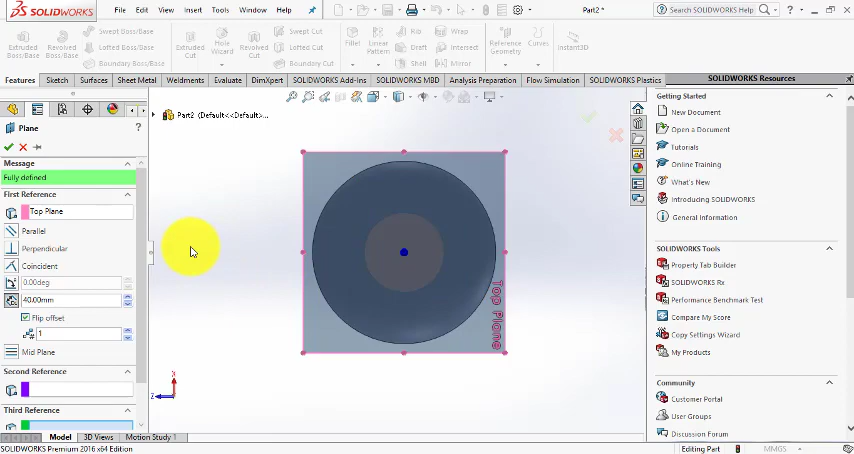 SOLIDWORKS File Edit View Insert Tools Window Help Part2 * Search SOLIDWORKS Help
Extruded Boss/Base Revolved Boss/Base Swept Boss/Base Lofted Boss/Base Boundary Boss/Base Extruded Cut Hole Wizard Revolved Cut Swept Cut Lofted Cut Boundary Cut Fillet Linear Pattern Rib Draft Shell Wrap Intersect Mirror Reference Geometry Curves Instant3D
Features Sketch Surfaces Sheet Metal Weldments Evaluate DimXpert SOLIDWORKS Add-Ins SOLIDWORKS MBD Analysis Preparation Flow Simulation SOLIDWORKS Plastics
Plane ?
Message
Fully defined
First Reference
Top Plane
Parallel
Perpendicular
Coincident
0.00deg
40.00mm
Flip offset
1
Mid Plane
Second Reference
Third Reference
Part2 (Default<<Default>...
Top Plane
X
Z
SOLIDWORKS Resources
Getting Started
New Document
Open a Document
Tutorials
Online Training
What's New
Introducing SOLIDWORKS
General Information
SOLIDWORKS Tools
Property Tab Builder
SOLIDWORKS Rx
Performance Benchmark Test
Compare My Score
Copy Settings Wizard
My Products
Community
Customer Portal
User Groups
Discussion Forum
Model 3D Views Motion Study 1
SOLIDWORKS Premium 2016 x64 Edition Editing Part MMGS